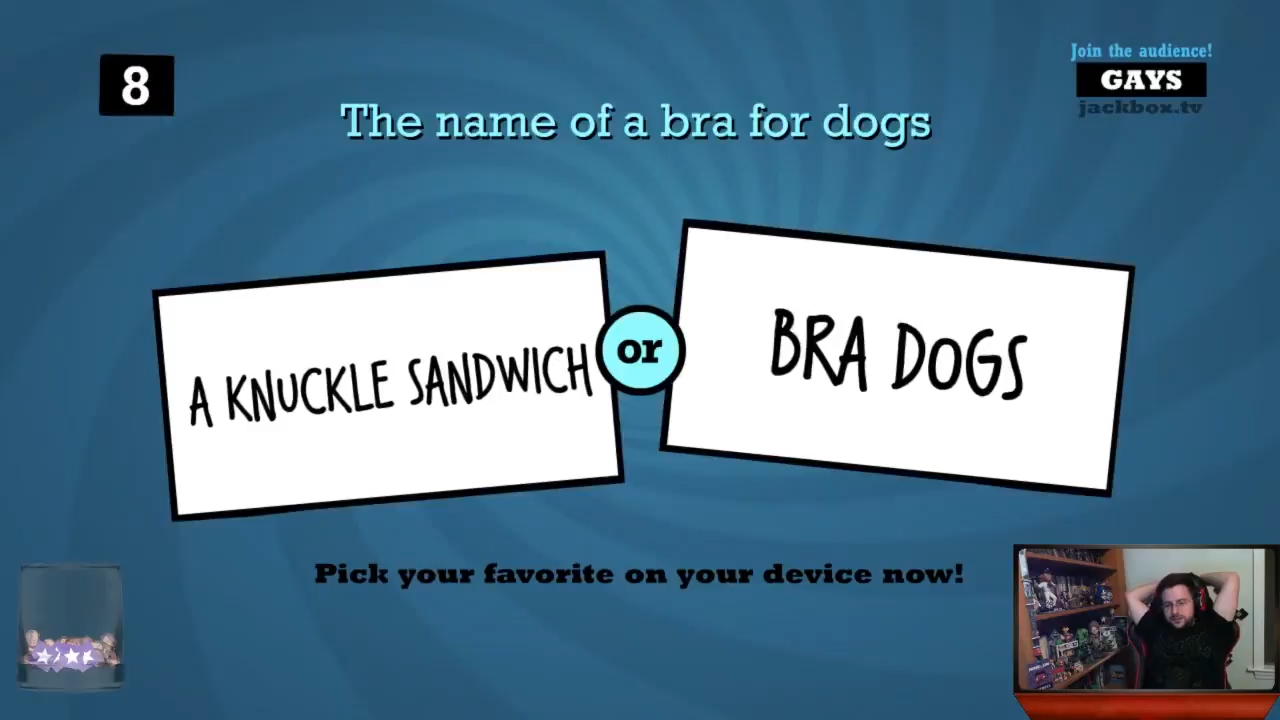 8
Join the audience!
GAYS
jackbox.tv
The name of a bra for dogs
A KNUCKLE SANDWICH
or
BRA DOGS
Pick your favorite on your device now!